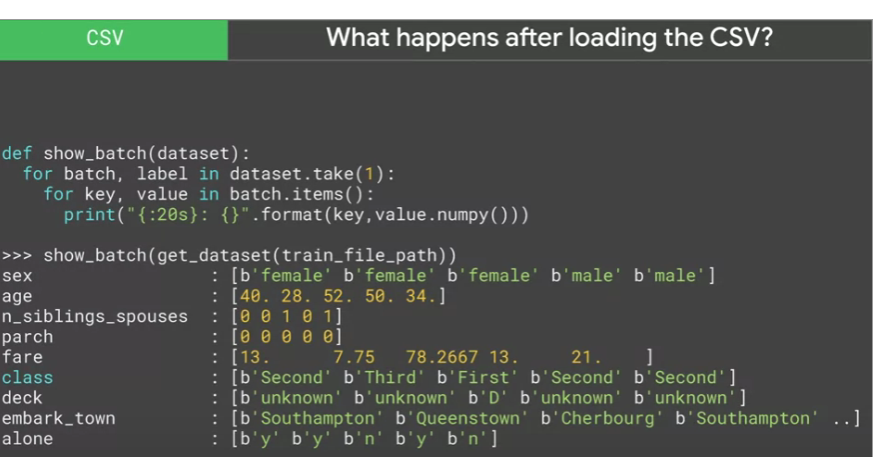 CSV
What happens after loading the CSV?
def show_batch(dataset):
  for batch, label in dataset.take(1):
    for key, value in batch.items():
      print("{:20s}: {}".format(key,value.numpy()))
>>> show_batch(get_dataset(train_file_path))
sex                 : [b'female' b'female' b'female' b'male' b'male']
age                 : [40. 28. 52. 50. 34.]
n_siblings_spouses  : [0 0 1 0 1]
parch               : [0 0 0 0 0]
fare                : [13.      7.75   78.2667 13.     21.    ]
class               : [b'Second' b'Third' b'First' b'Second' b'Second']
deck                : [b'unknown' b'unknown' b'D' b'unknown' b'unknown']
embark_town         : [b'Southampton' b'Queenstown' b'Cherbourg' b'Southampton' ..]
alone               : [b'y' b'y' b'n' b'y' b'n']